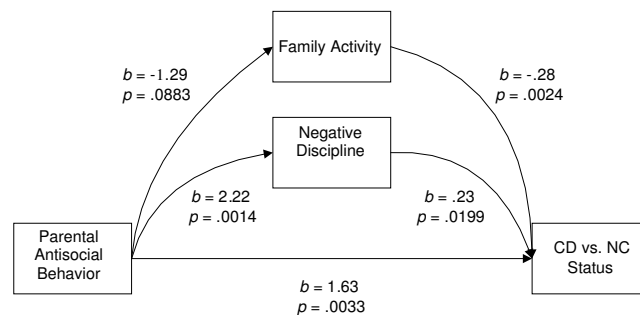 Family Activity
b = -1.29
p = .0883
b = -.28
p = .0024
Negative
Discipline
b = 2.22
p = .0014
b = .23
p = .0199
Parental
Antisocial
Behavior
CD vs. NC
Status
b = 1.63
p = .0033